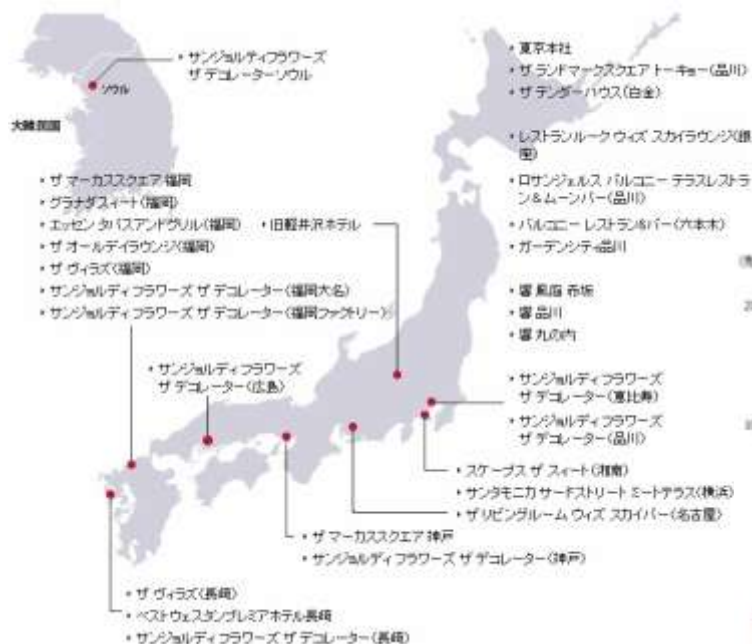 ・サンジョルディフラワーズ
ザ デコレーターソウル
ソウル
大韓民国
・ザ マーカススクエア 福岡
・グラナダスィート(福岡)
・エッセン タパスアンドグリル(福岡)
・ザ オールデイラウンジ(福岡)
・ザ ヴィラズ(福岡)
・サンジョルディ フラワーズ ザ デコレーター(福岡大名)
・サンジョルディ フラワーズ ザ デコレーター(福岡ファクトリー)
・旧軽井沢ホテル
・サンジョルディ フラワーズ
ザ デコレーター(広島)
・東京本社
・ザ ランドマークスクエア トーキョー(品川)
・ザ テンダーハウス(白金)
・レストランルーク ウィズ スカイラウンジ(銀
座)
・ロサンジェルス バルコニー テラスレストラ
ン&ムーンバー(品川)
・バルコニー レストラン&バー(六本木)
・ガーデンシティ品川
・響 風庭 赤坂
・響 品川
・響 丸の内
・サンジョルディ フラワーズ
ザ デコレーター(恵比寿)
・サンジョルディ フラワーズ
ザ デコレーター(品川)
・スケープス ザ スィート(湘南)
・サンタモニカ サードストリート ミートテラス(横浜)
・ザ リビングルーム ウィズ スカイバー(名古屋)
・ザ マーカススクエア 神戸
・サンジョルディ フラワーズ ザ デコレーター(神戸)
・ザ ヴィラズ(長崎)
・ベストウェスタンプレミアホテル長崎
・サンジョルディ フラワーズ ザ デコレーター(長崎)